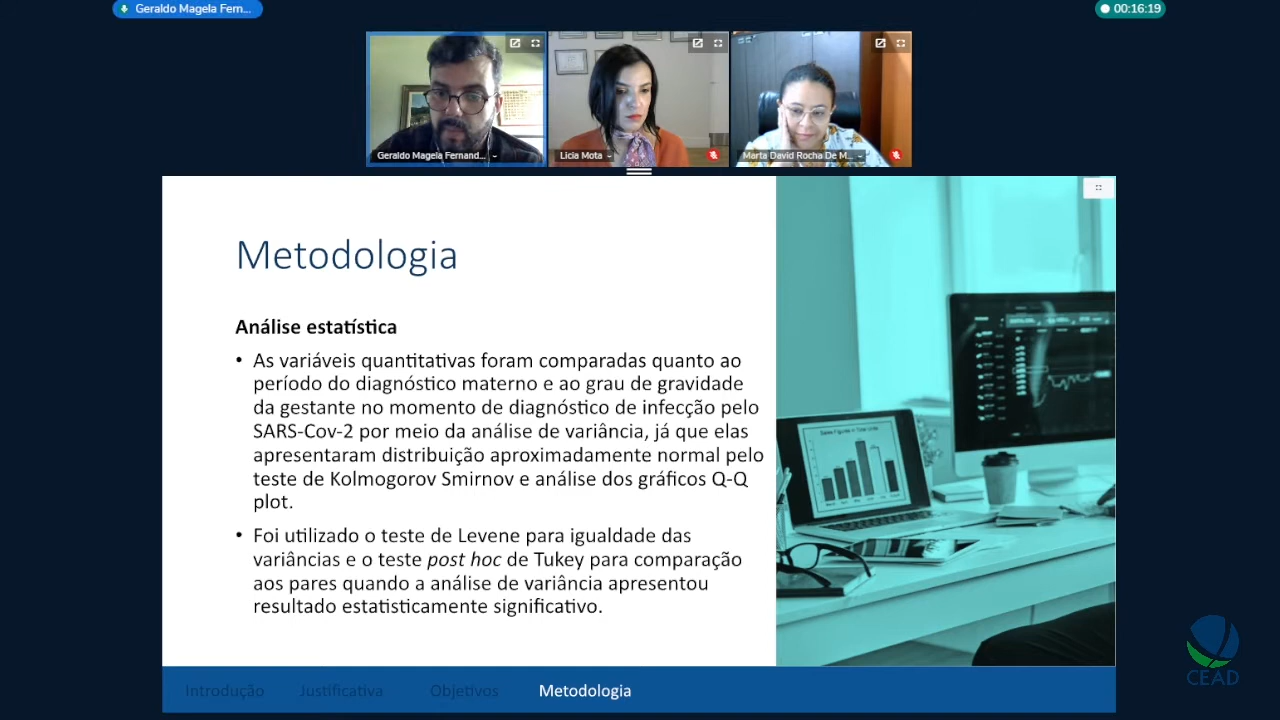 Geraldo Magela Fern...
00:16:19
Geraldo Magela Fernand...
Licia Mota
Marta David Rocha De M...
Metodologia
Análise estatística
• As variáveis quantitativas foram comparadas quanto ao
período do diagnóstico materno e ao grau de gravidade
da gestante no momento de diagnóstico de infecção pelo
SARS-Cov-2 por meio da análise de variância, já que elas
apresentaram distribuição aproximadamente normal pelo
teste de Kolmogorov Smirnov e análise dos gráficos Q-Q
plot.
• Foi utilizado o teste de Levene para igualdade das
variâncias e o teste post hoc de Tukey para comparação
aos pares quando a análise de variância apresentou
resultado estatisticamente significativo.
Introdução
Justificativa
Objetivos
Metodologia
CEAD